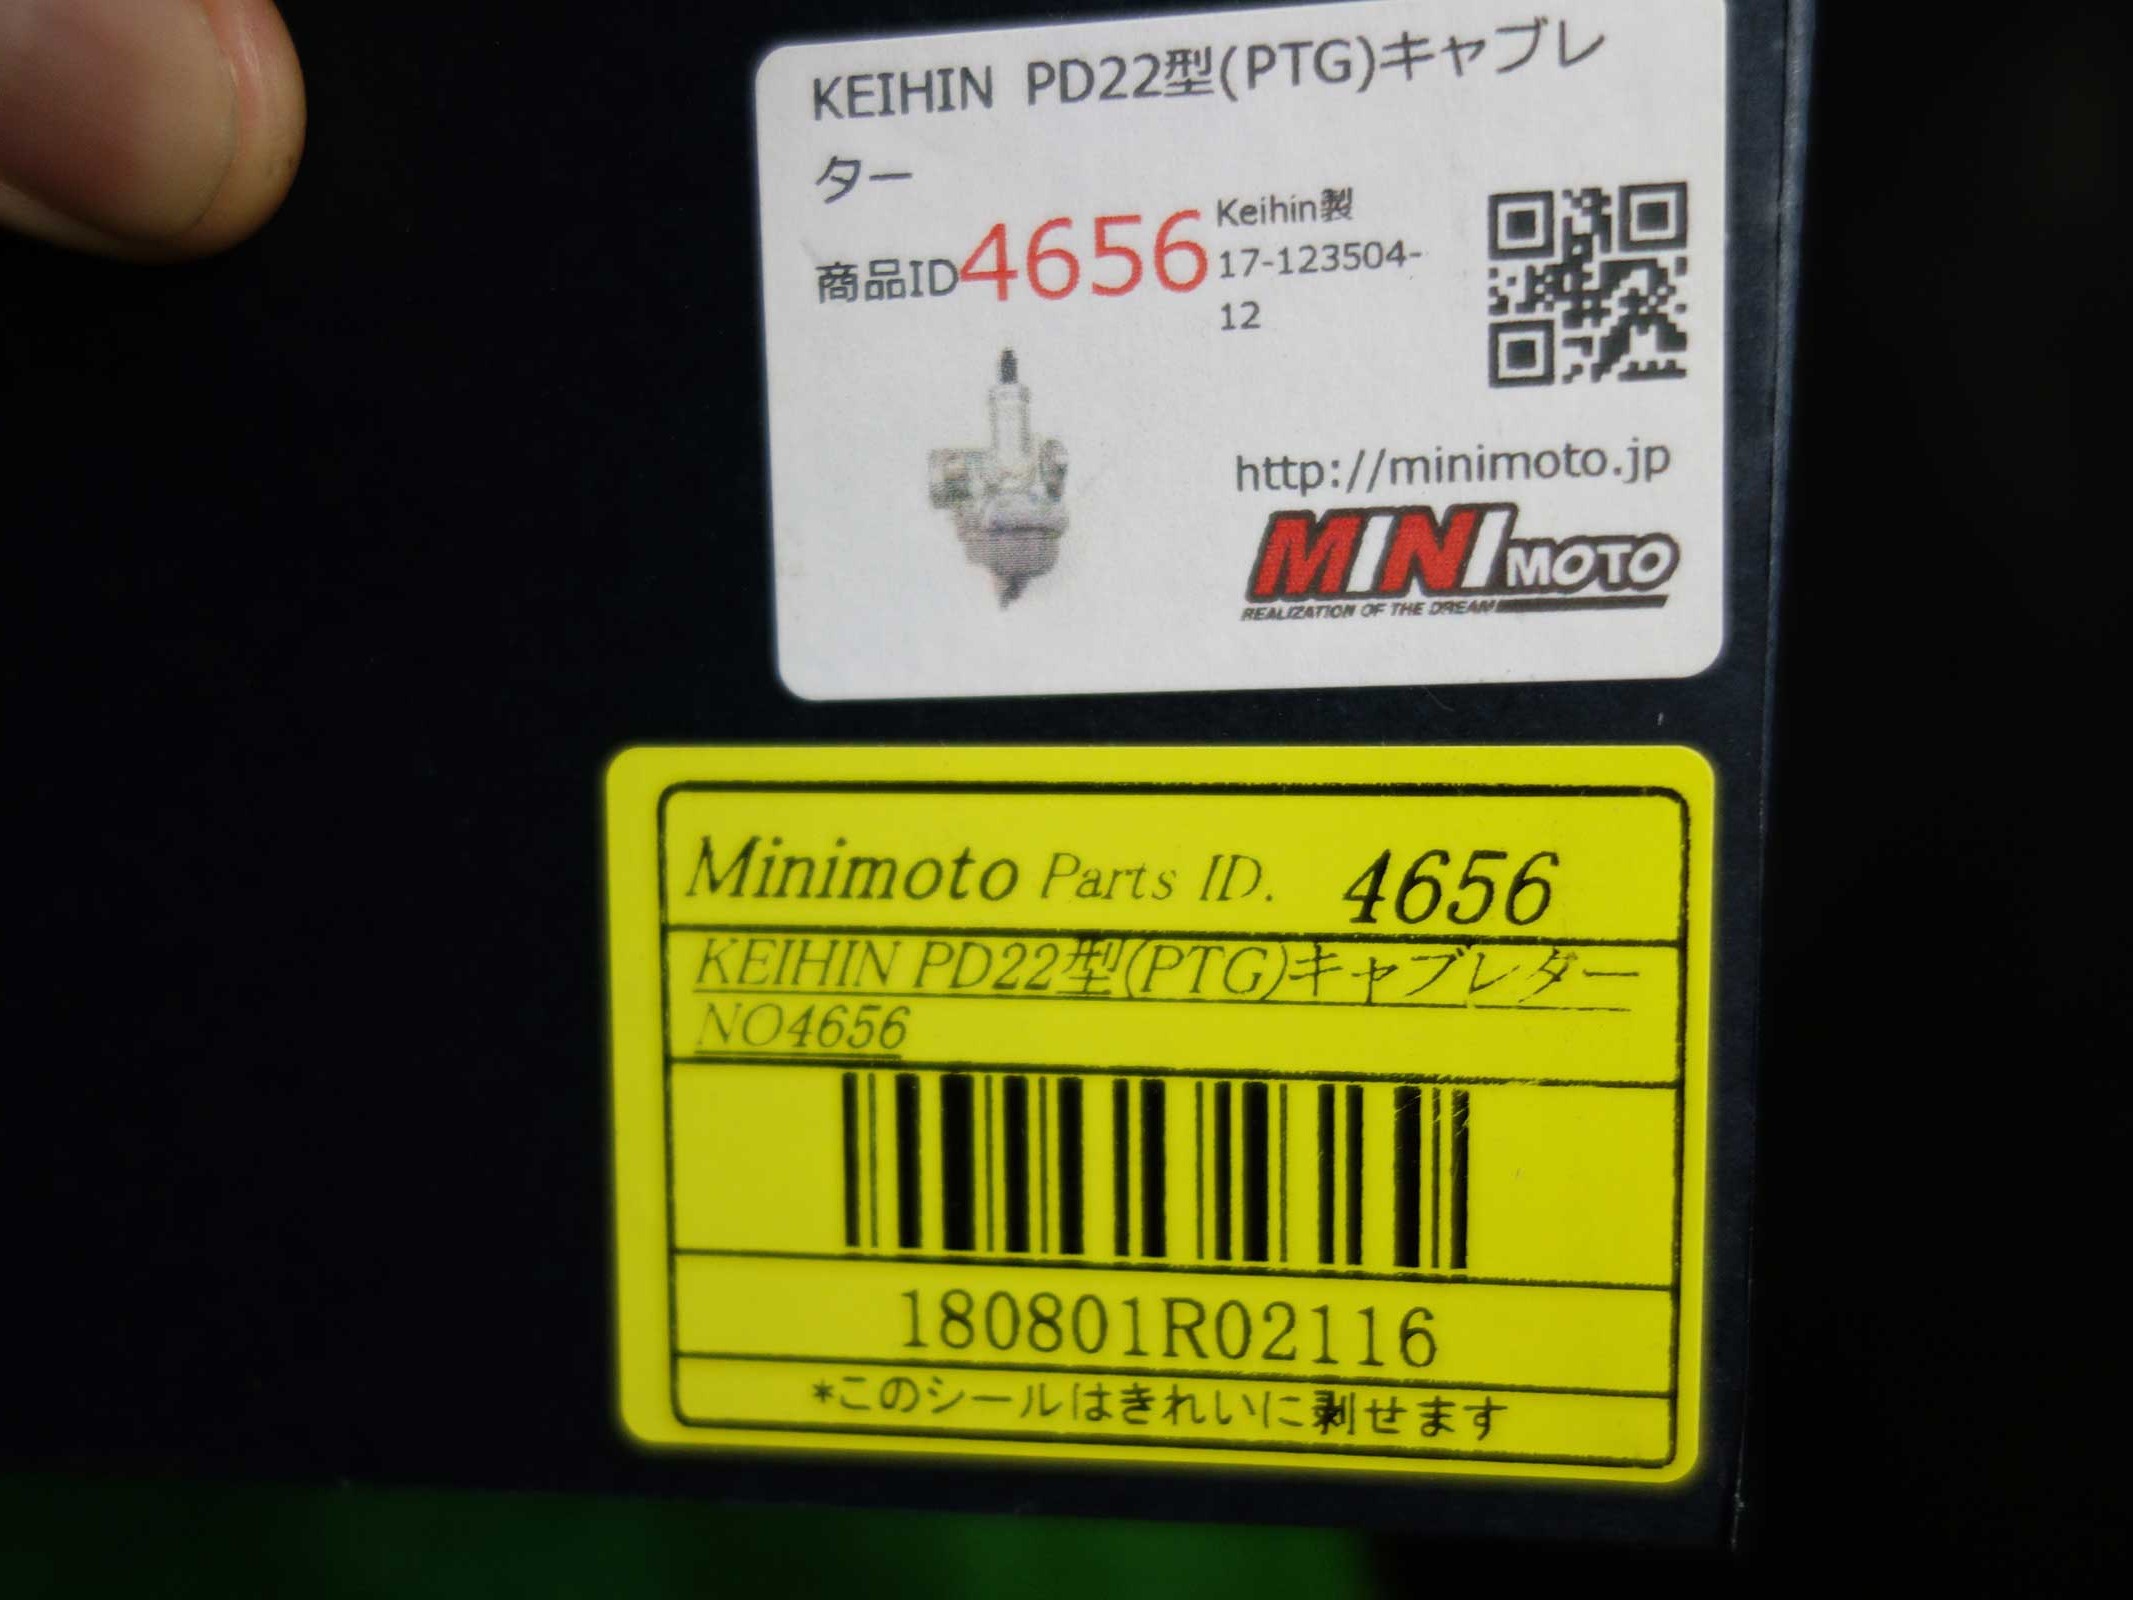 KEIHIN PD22型(PTG)キャブレ
ター
商品ID4656
Keihin製
17-123504-
12
http://minimoto.jp
MINIMOTO
REALIZATION OF THE DREAM
Minimoto Parts ID. 4656
KEIHIN PD22型(PTG)キャブレター
NO4656
180801R02116
*このシールはきれいに剥せます